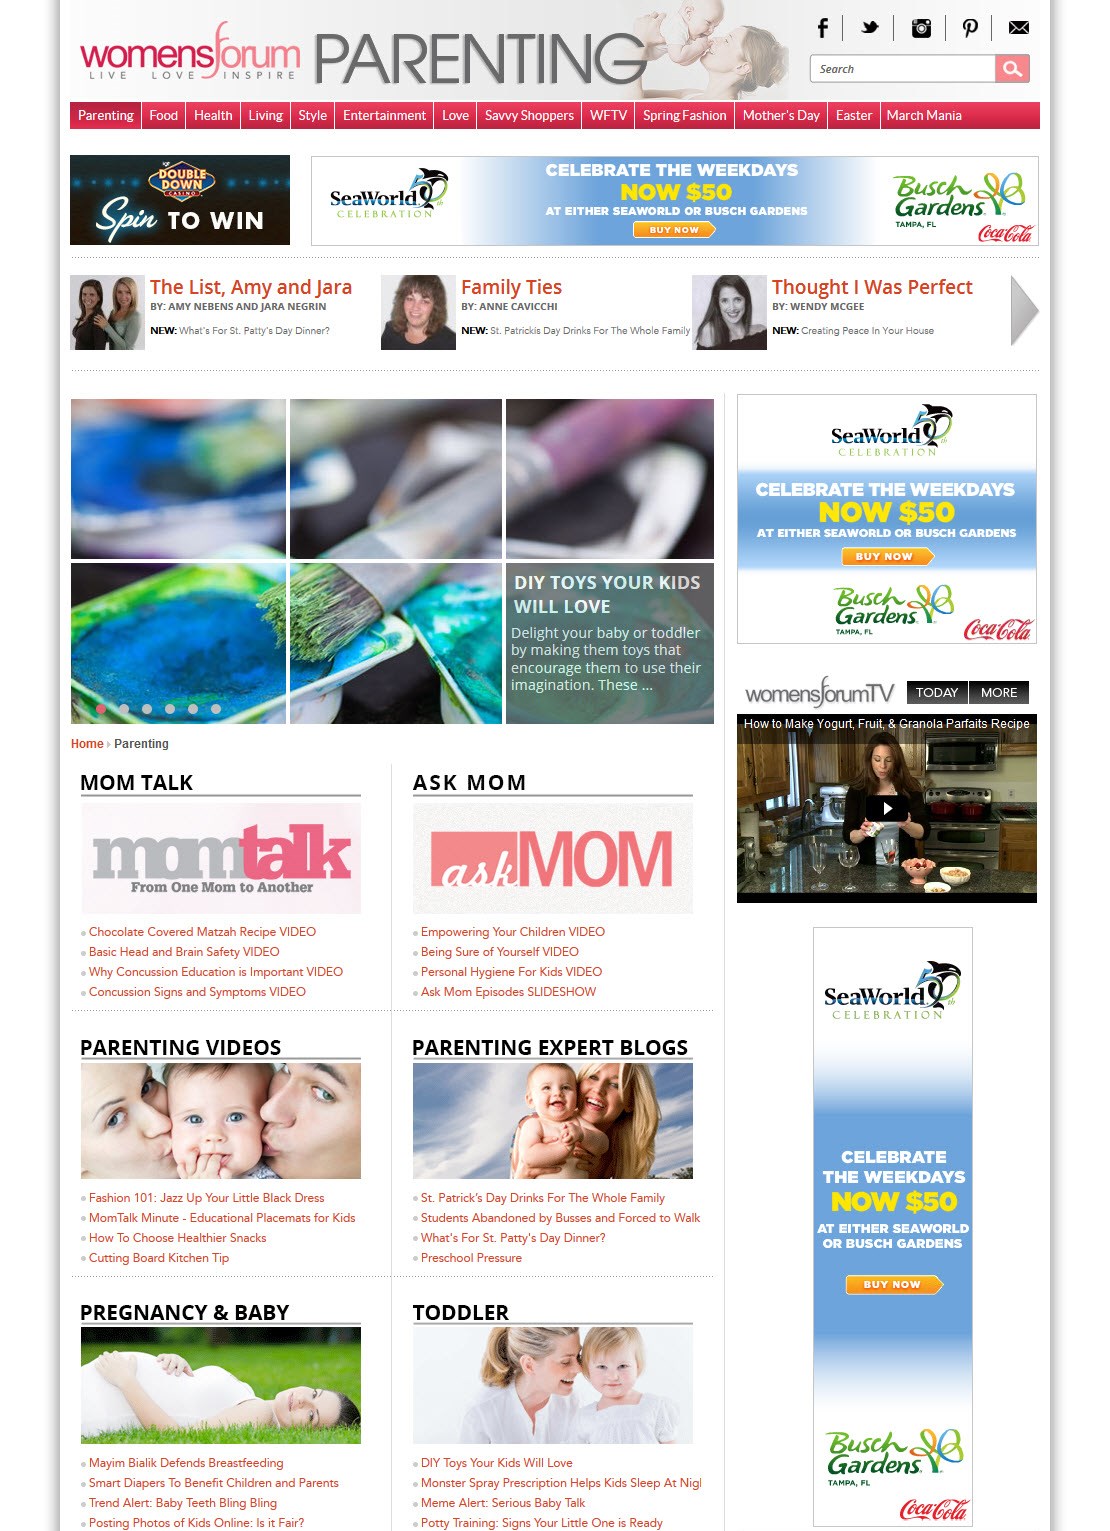 womensforum PARENTING
LIVE LOVE INSPIRE
Search
Parenting Food Health Living Style Entertainment Love Savvy Shoppers WFTV Spring Fashion Mother's Day Easter March Mania
DOUBLE
DOWN
CASINO
Spin TO WIN
SeaWorld
CELEBRATION
CELEBRATE THE WEEKDAYS
NOW $50
AT EITHER SEAWORLD OR BUSCH GARDENS
BUY NOW
Busch
Gardens
TAMPA, FL
Coca-Cola
The List, Amy and Jara
BY: AMY NEBENS AND JARA NEGRIN
NEW: What's For St. Patty's Day Dinner?
Family Ties
BY: ANNE CAVICCHI
NEW: St. Patrickis Day Drinks For The Whole Family
Thought I Was Perfect
BY: WENDY MCGEE
NEW: Creating Peace In Your House
DIY TOYS YOUR KIDS
WILL LOVE
Delight your baby or toddler
by making them toys that
encourage them to use their
imagination. These ...
SeaWorld 50th
CELEBRATION
CELEBRATE THE WEEKDAYS
NOW $50
AT EITHER SEAWORLD OR BUSCH GARDENS
BUY NOW
Busch
Gardens
TAMPA, FL
Coca-Cola
womensforumTV TODAY MORE
How to Make Yogurt, Fruit, & Granola Parfaits Recipe
Home Parenting
MOM TALK
momtalk
From One Mom to Another
Chocolate Covered Matzah Recipe VIDEO
Basic Head and Brain Safety VIDEO
Why Concussion Education is Important VIDEO
Concussion Signs and Symptoms VIDEO
ASK MOM
askMOM
Empowering Your Children VIDEO
Being Sure of Yourself VIDEO
Personal Hygiene For Kids VIDEO
Ask Mom Episodes SLIDESHOW
PARENTING VIDEOS
Fashion 101: Jazz Up Your Little Black Dress
MomTalk Minute - Educational Placemats for Kids
How To Choose Healthier Snacks
Cutting Board Kitchen Tip
PARENTING EXPERT BLOGS
St. Patrick's Day Drinks For The Whole Family
Students Abandoned by Busses and Forced to Walk
What's For St. Patty's Day Dinner?
Preschool Pressure
PREGNANCY & BABY
Mayim Bialik Defends Breastfeeding
Smart Diapers To Benefit Children and Parents
Trend Alert: Baby Teeth Bling Bling
Posting Photos of Kids Online: Is it Fair?
TODDLER
DIY Toys Your Kids Will Love
Monster Spray Prescription Helps Kids Sleep At Nigh
Meme Alert: Serious Baby Talk
Potty Training: Signs Your Little One is Ready
SeaWorld 50th
CELEBRATION
CELEBRATE
THE WEEKDAYS
NOW $50
AT EITHER SEAWORLD
OR BUSCH GARDENS
BUY NOW
Busch
Gardens
TAMPA, FL
Coca-Cola